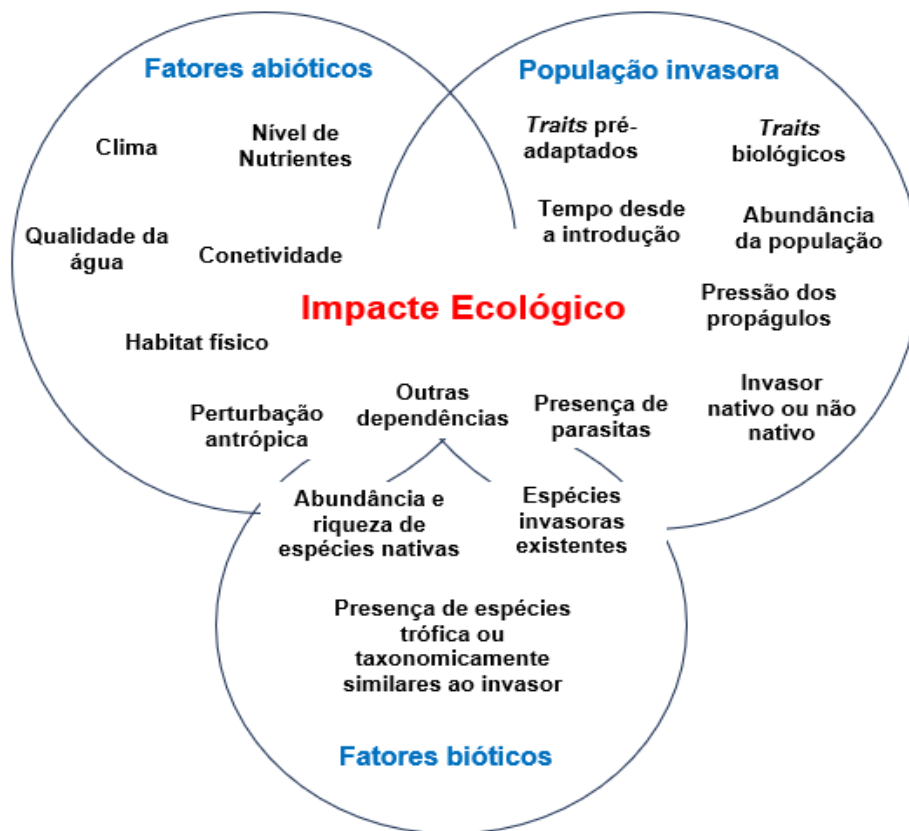 Fatores abióticos
População invasora
Clima
Nível de
Nutrientes
Traits pré-
adaptados
Traits
biológicos
Qualidade da
água
Conetividade
Tempo desde
a introdução
Abundância
da população
Impacte Ecológico
Pressão dos
propágulos
Habitat físico
Perturbação
antrópica
Outras
dependências
Presença de
parasitas
Invasor
nativo ou não
nativo
Abundância e
riqueza de
espécies nativas
Espécies
invasoras
existentes
Presença de espécies
trófica ou
taxonomicamente
similares ao invasor
Fatores bióticos